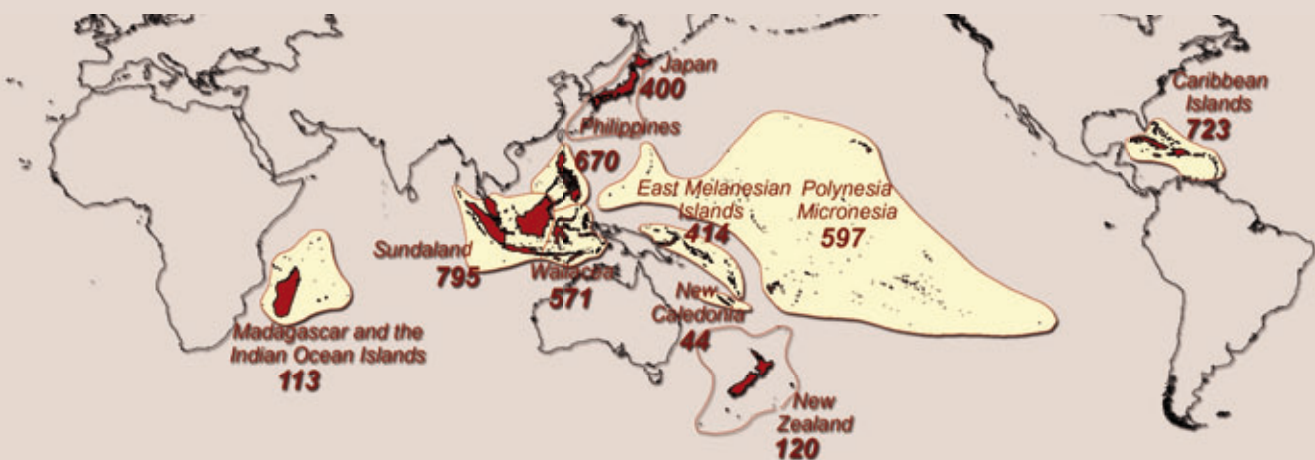 Japan
400
Philippines
670
Caribbean
Islands
723
East Melanesian
Islands
414
Polynesia
Micronesia
597
Sundaland
795
Wallacea
571
New
Caledonia
44
Madagascar and the
Indian Ocean Islands
113
New
Zealand
120